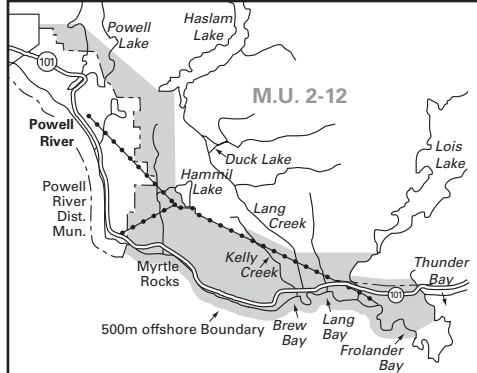 Powell
Lake
Haslam
Lake
101
M.U. 2-12
Powell
River
Duck Lake
Lois
Lake
Hammil
Lake
Powell
River
Dist.
Mun.
Lang
Creek
Kelly
Creek
Thunder
Bay
Myrtle
Rocks
101
500m offshore Boundary
Brew
Bay
Lang
Bay
Frolander
Bay